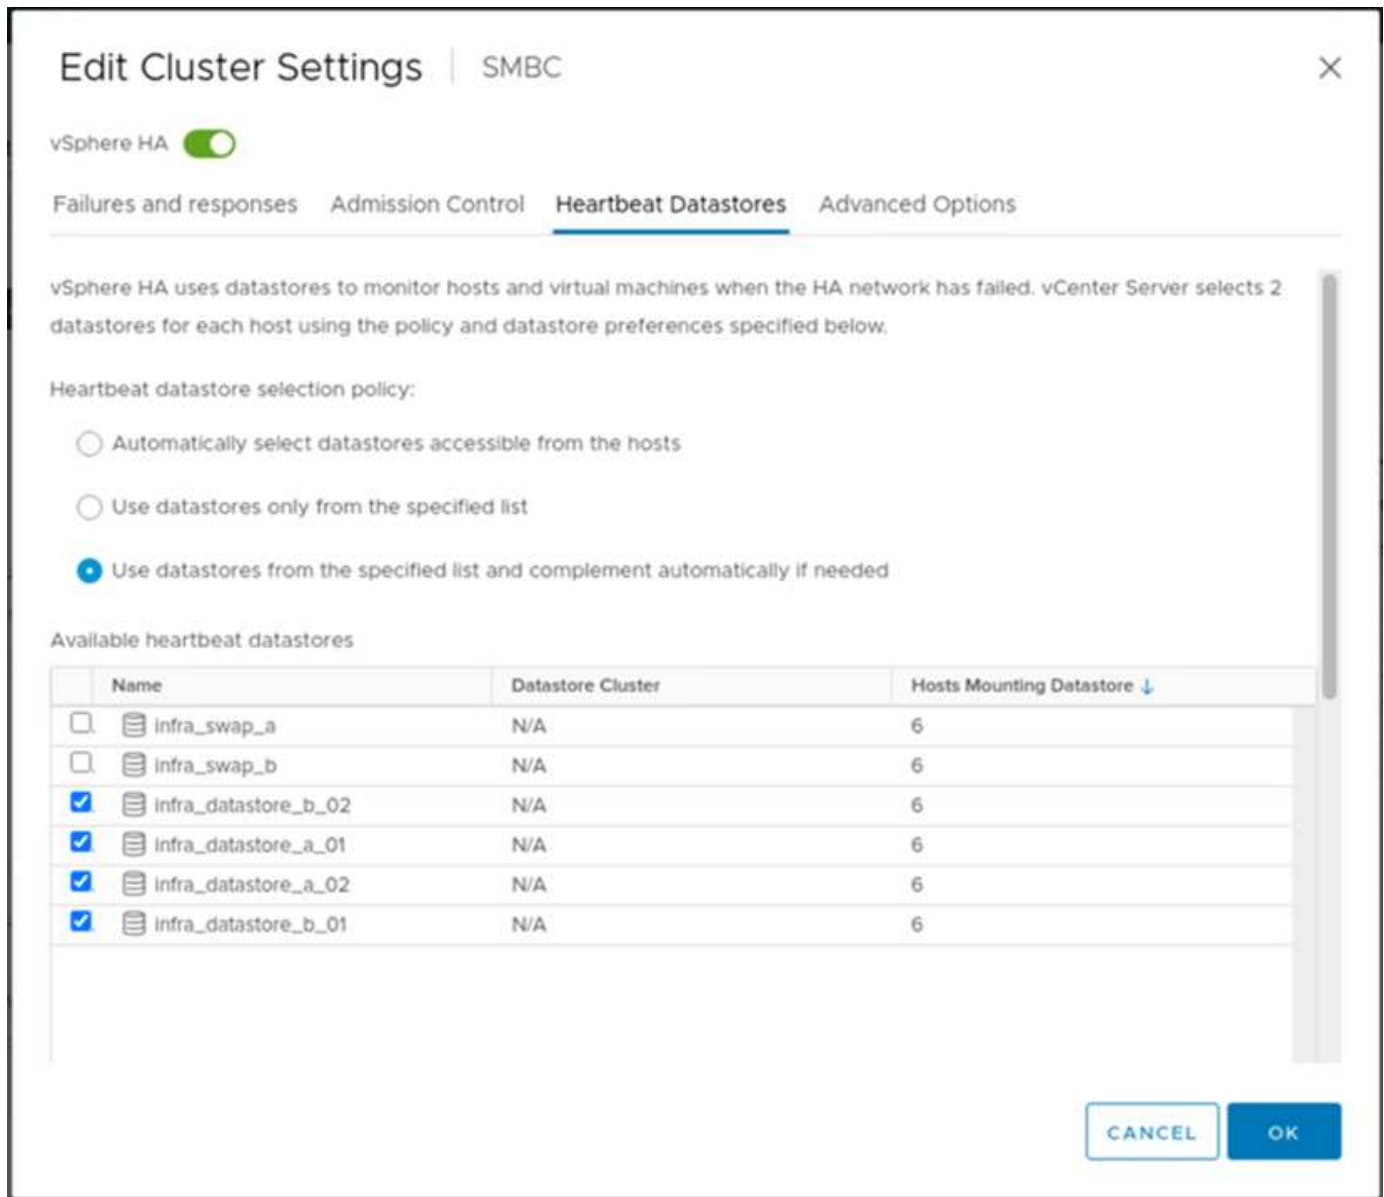 Edit Cluster Settings | SMBC
vSphere HA
Failures and responses Admission Control Heartbeat Datastores Advanced Options
vSphere HA uses datastores to monitor hosts and virtual machines when the HA network has failed. vCenter Server selects 2
datastores for each host using the policy and datastore preferences specified below.
Heartbeat datastore selection policy:
Automatically select datastores accessible from the hosts
Use datastores only from the specified list
Use datastores from the specified list and complement automatically if needed
Available heartbeat datastores
Name Datastore Cluster Hosts Mounting Datastore ↓
infra_swap_a N/A 6
infra_swap_b N/A 6
infra_datastore_b_02 N/A 6
infra_datastore_a_01 N/A 6
infra_datastore_a_02 N/A 6
infra_datastore_b_01 N/A 6
CANCEL OK